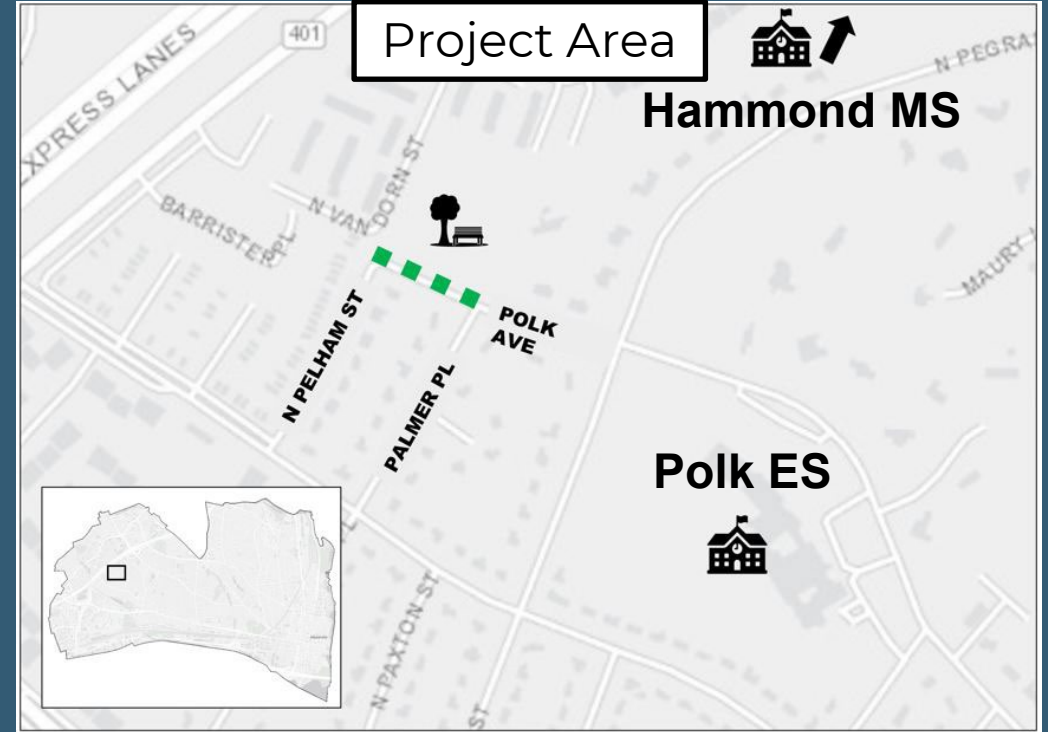 Project Area
401
EXPRESS LANES
N PEGRA
Hammond MS
N VAN DORN ST
BARRISTER PL
MAURY
POLK
AVE
N PELHAM ST
PALMER PL
Polk ES
N PAXTON ST
ST